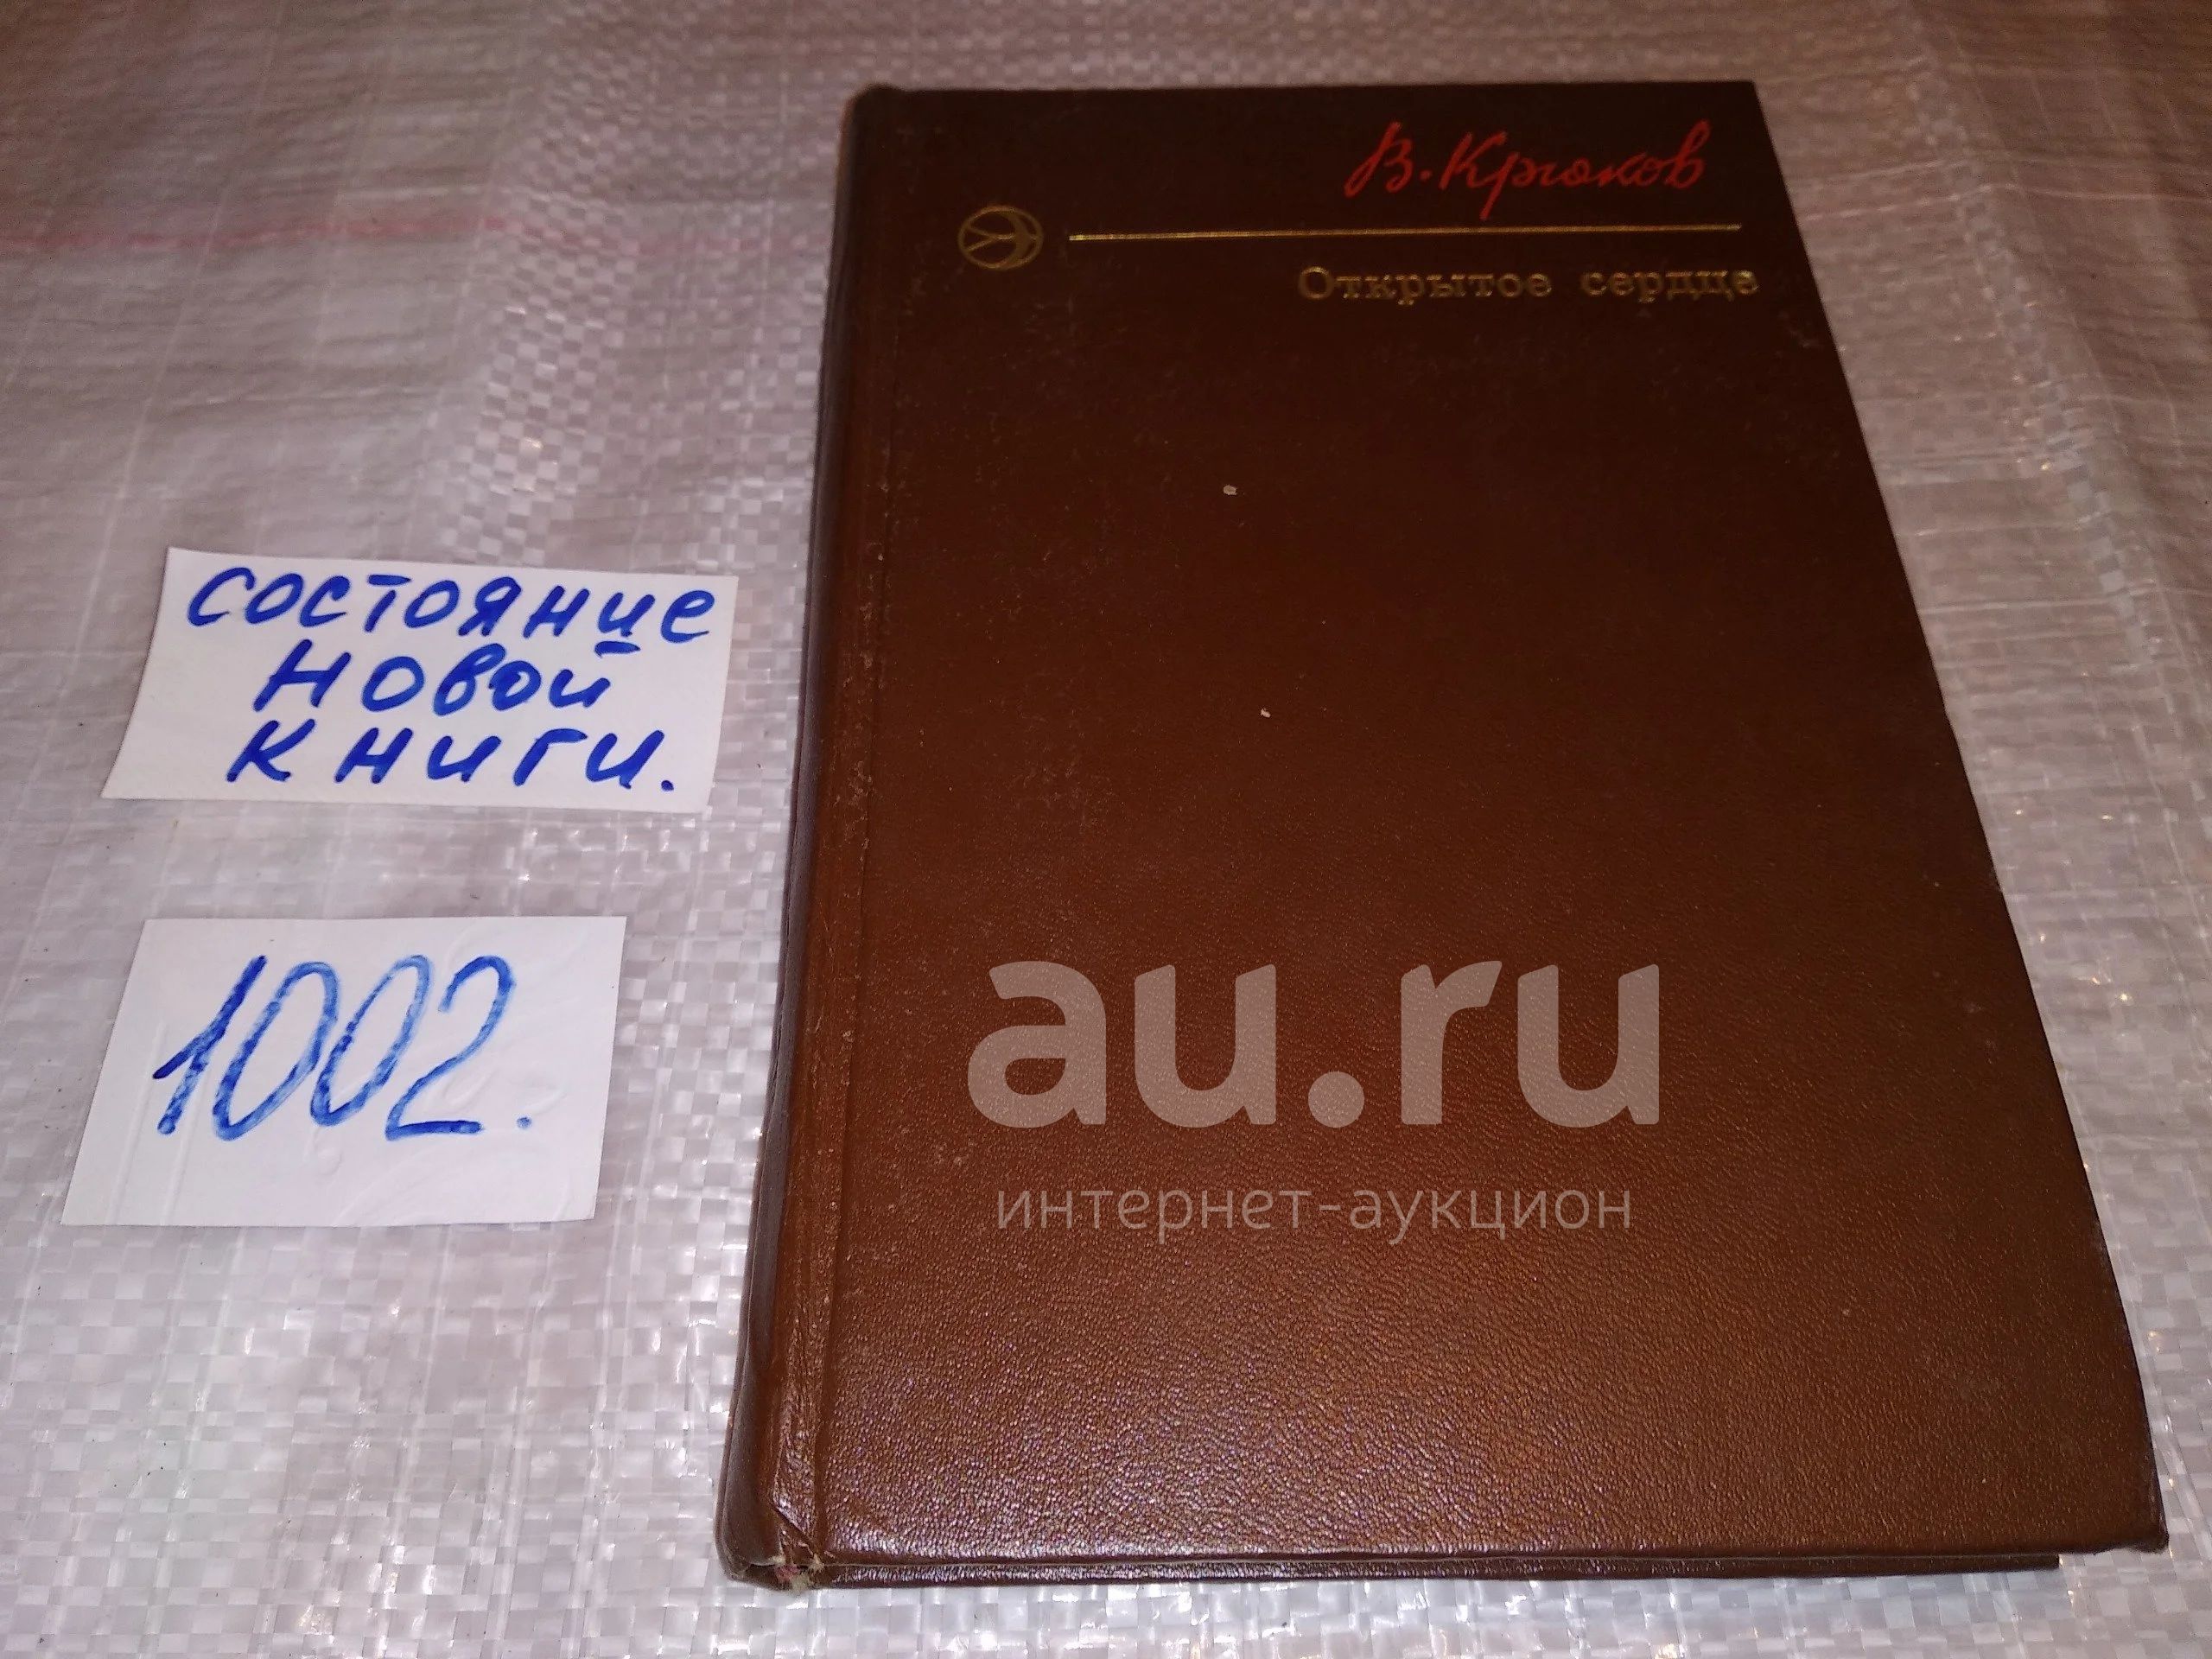 В. Крюков
Открытое сердце
состояние
новой
книги.
1002.
au.ru
интернет-аукцион